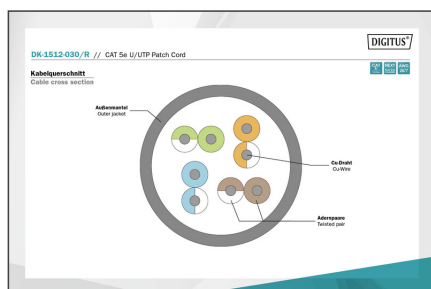 DIGITUS®
DK-1512-030/R // CAT 5e U/UTP Patch Cord
Kabelquerschnitt
Cable cross section
Außenmantel
Outer jacket
Cu-Draht
Cu-Wire
Adernpaare
Twisted pair